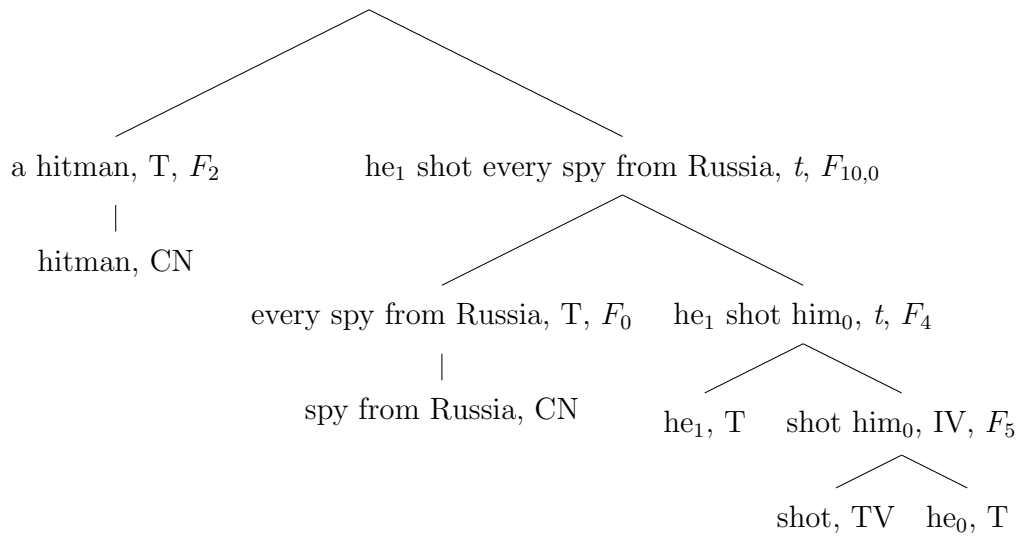 a hitman, T, F₂
he₁ shot every spy from Russia, t, F₁₀,₀
hitman, CN
every spy from Russia, T, F₀
he₁ shot him₀, t, F₄
spy from Russia, CN
he₁, T
shot him₀, IV, F₅
shot, TV
he₀, T